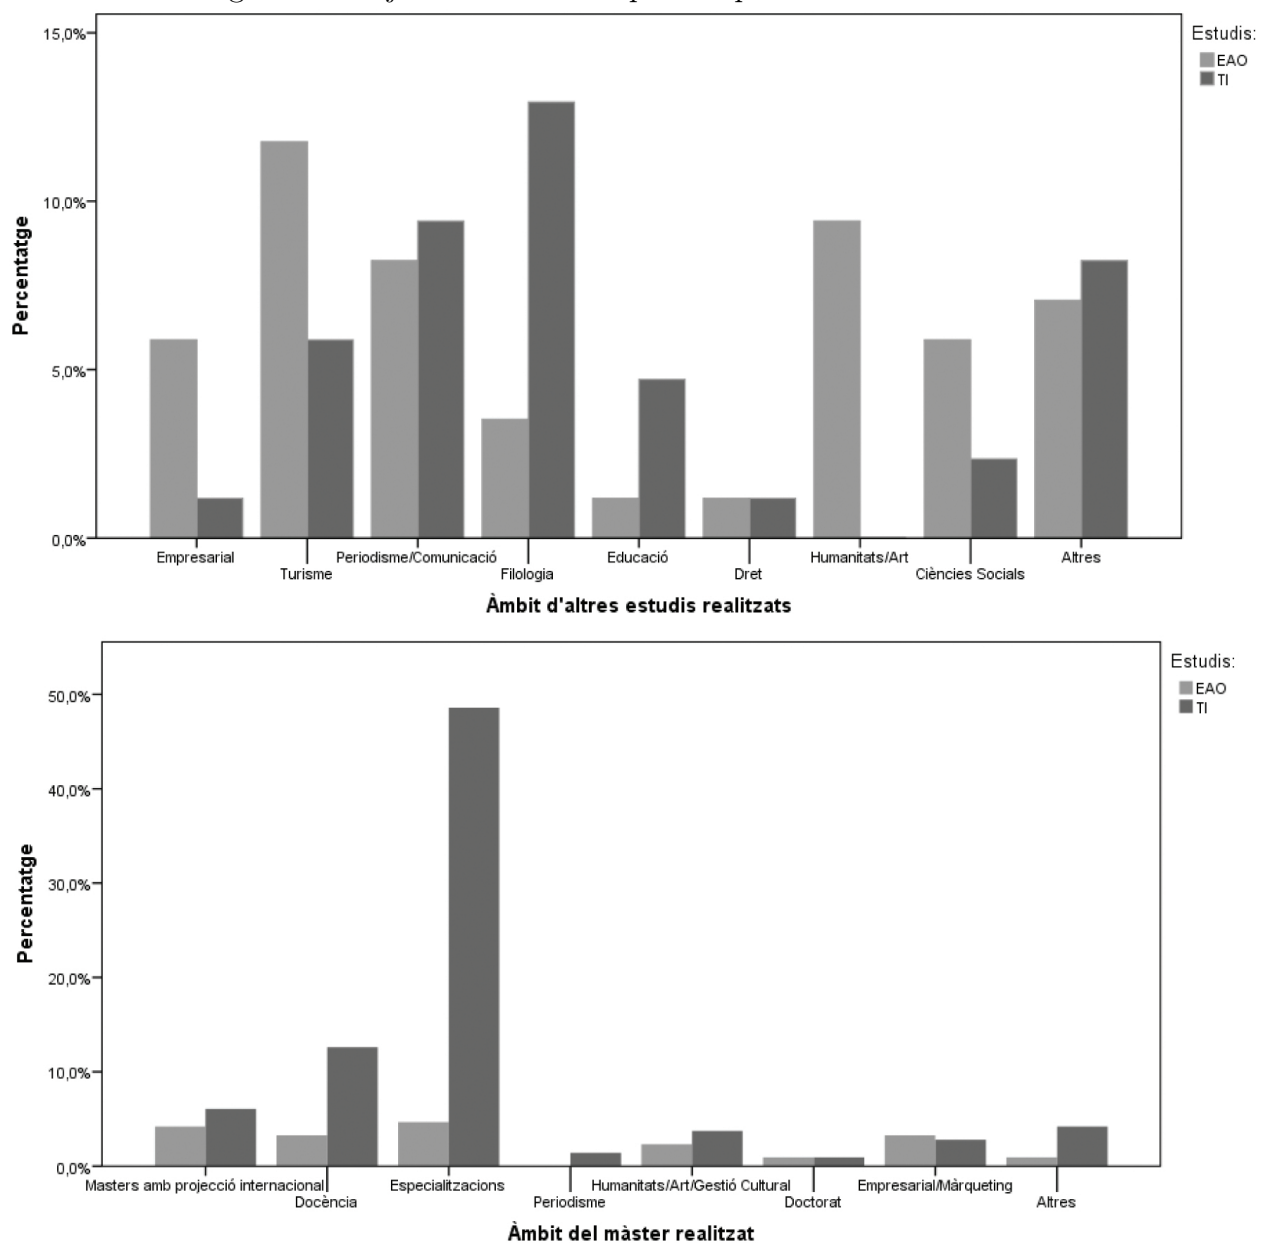 15,0%
10,0%
5,0%
0,0%
Percentatge
Estudis:
EAO
TI
Empresarial
Turisme
Periodisme/Comunicació
Filologia
Educació
Dret
Humanitats/Art
Ciències Socials
Altres
Àmbit d'altres estudis realitzats
50,0%
40,0%
30,0%
20,0%
10,0%
0,0%
Percentatge
Estudis:
EAO
TI
Masters amb projecció internacional
Docència
Especialitzacions
Periodisme
Humanitats/Art/Gestió Cultural
Doctorat
Empresarial/Màrqueting
Altres
Àmbit del màster realitzat